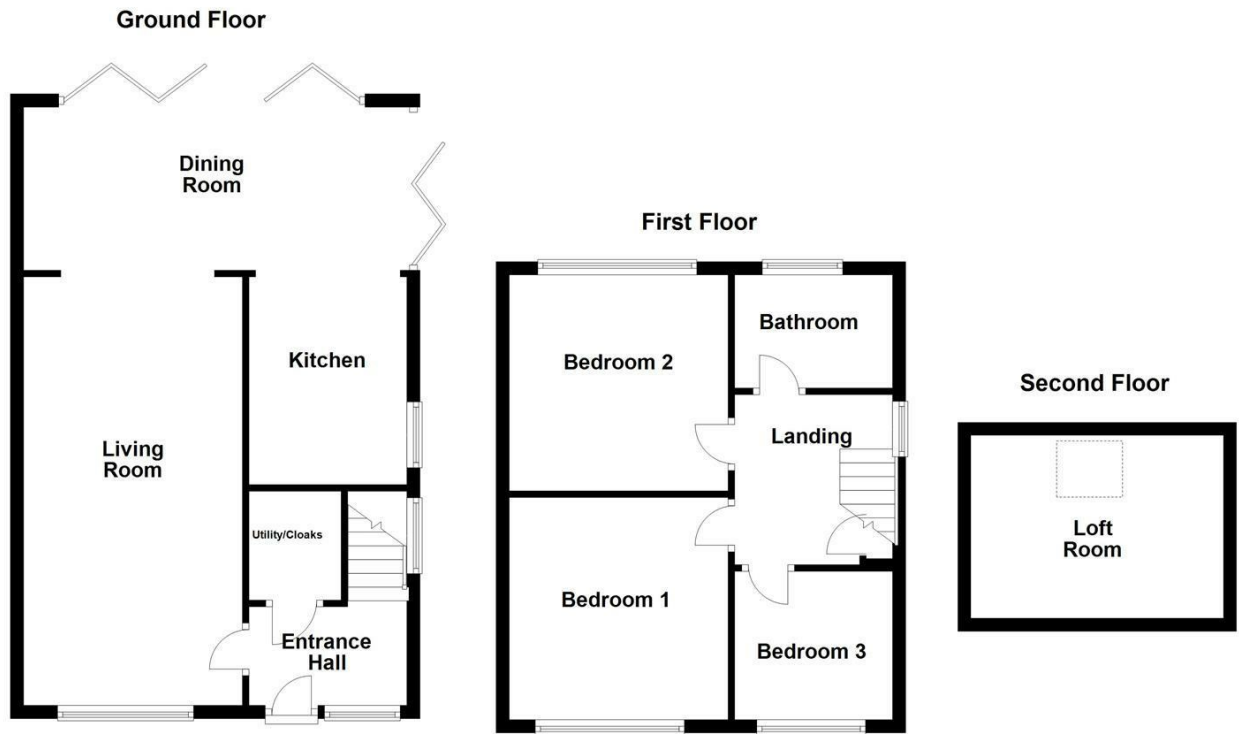 Ground Floor
Dining
Room
Kitchen
Living
Room
Utility/Cloaks
Entrance
Hall
First Floor
Bathroom
Bedroom 2
Landing
Bedroom 1
Bedroom 3
Second Floor
Loft
Room